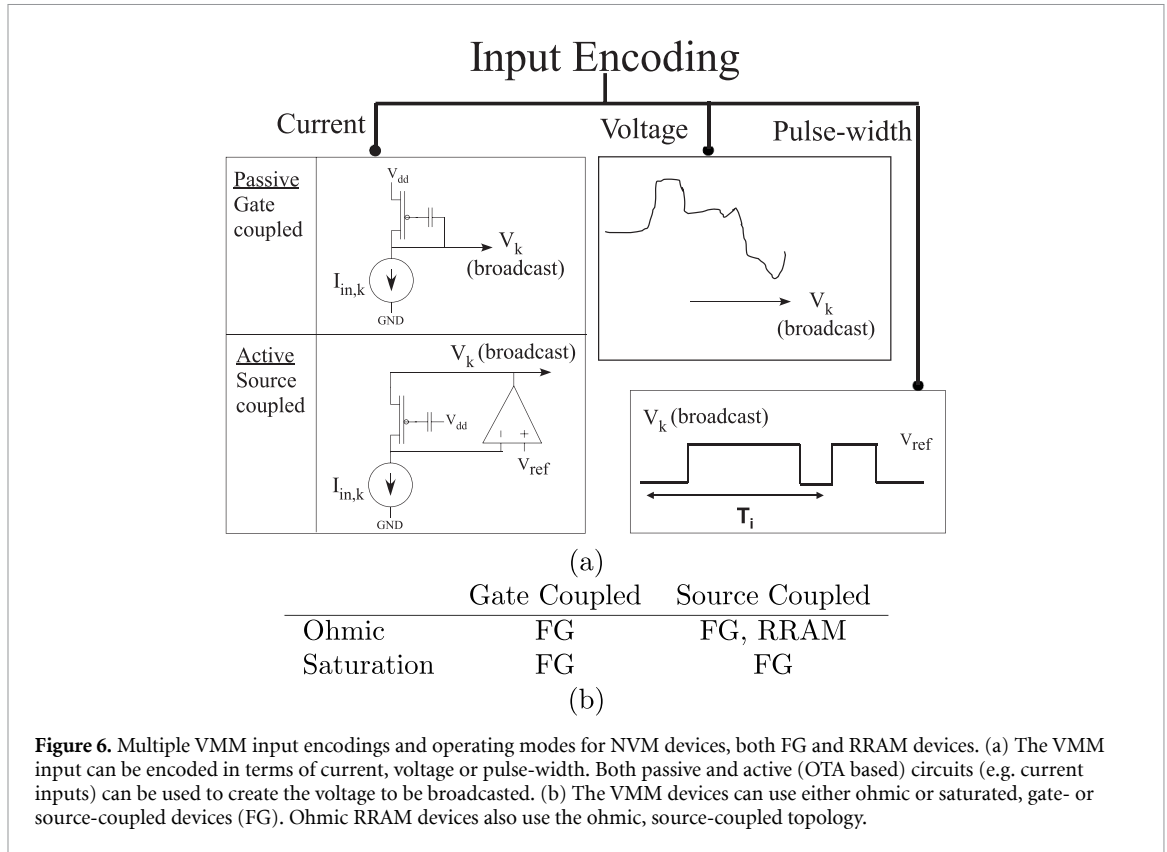 Input Encoding
Current
Voltage
Pulse-width
Passive
Gate
coupled
V_dd
V_k
(broadcast)
I_in,k
GND
Active
Source
coupled
V_k (broadcast)
V_dd
- +
V_ref
I_in,k
GND
V_k
(broadcast)
V_k (broadcast)
V_ref
T_i
(a)
Gate Coupled Source Coupled
Ohmic FG FG, RRAM
Saturation FG FG
(b)
Figure 6. Multiple VMM input encodings and operating modes for NVM devices, both FG and RRAM devices. (a) The VMM
input can be encoded in terms of current, voltage or pulse-width. Both passive and active (OTA based) circuits (e.g. current
inputs) can be used to create the voltage to be broadcasted. (b) The VMM devices can use either ohmic or saturated, gate- or
source-coupled devices (FG). Ohmic RRAM devices also use the ohmic, source-coupled topology.